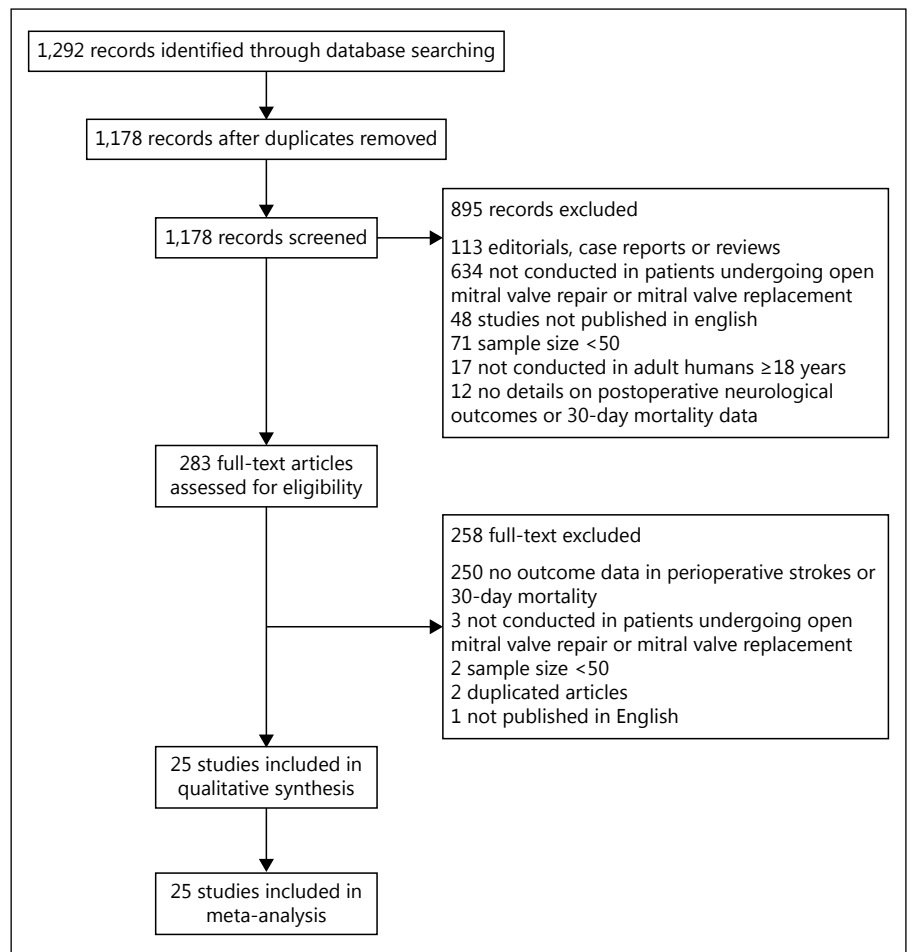 1,292 records identified through database searching
1,178 records after duplicates removed
1,178 records screened
895 records excluded
113 editorials, case reports or reviews
634 not conducted in patients undergoing open
mitral valve repair or mitral valve replacement
48 studies not published in english
71 sample size <50
17 not conducted in adult humans ≥18 years
12 no details on postoperative neurological
outcomes or 30-day mortality data
283 full-text articles
assessed for eligibility
258 full-text excluded
250 no outcome data in perioperative strokes or
30-day mortality
3 not conducted in patients undergoing open
mitral valve repair or mitral valve replacement
2 sample size <50
2 duplicated articles
1 not published in English
25 studies included in
qualitative synthesis
25 studies included in
meta-analysis